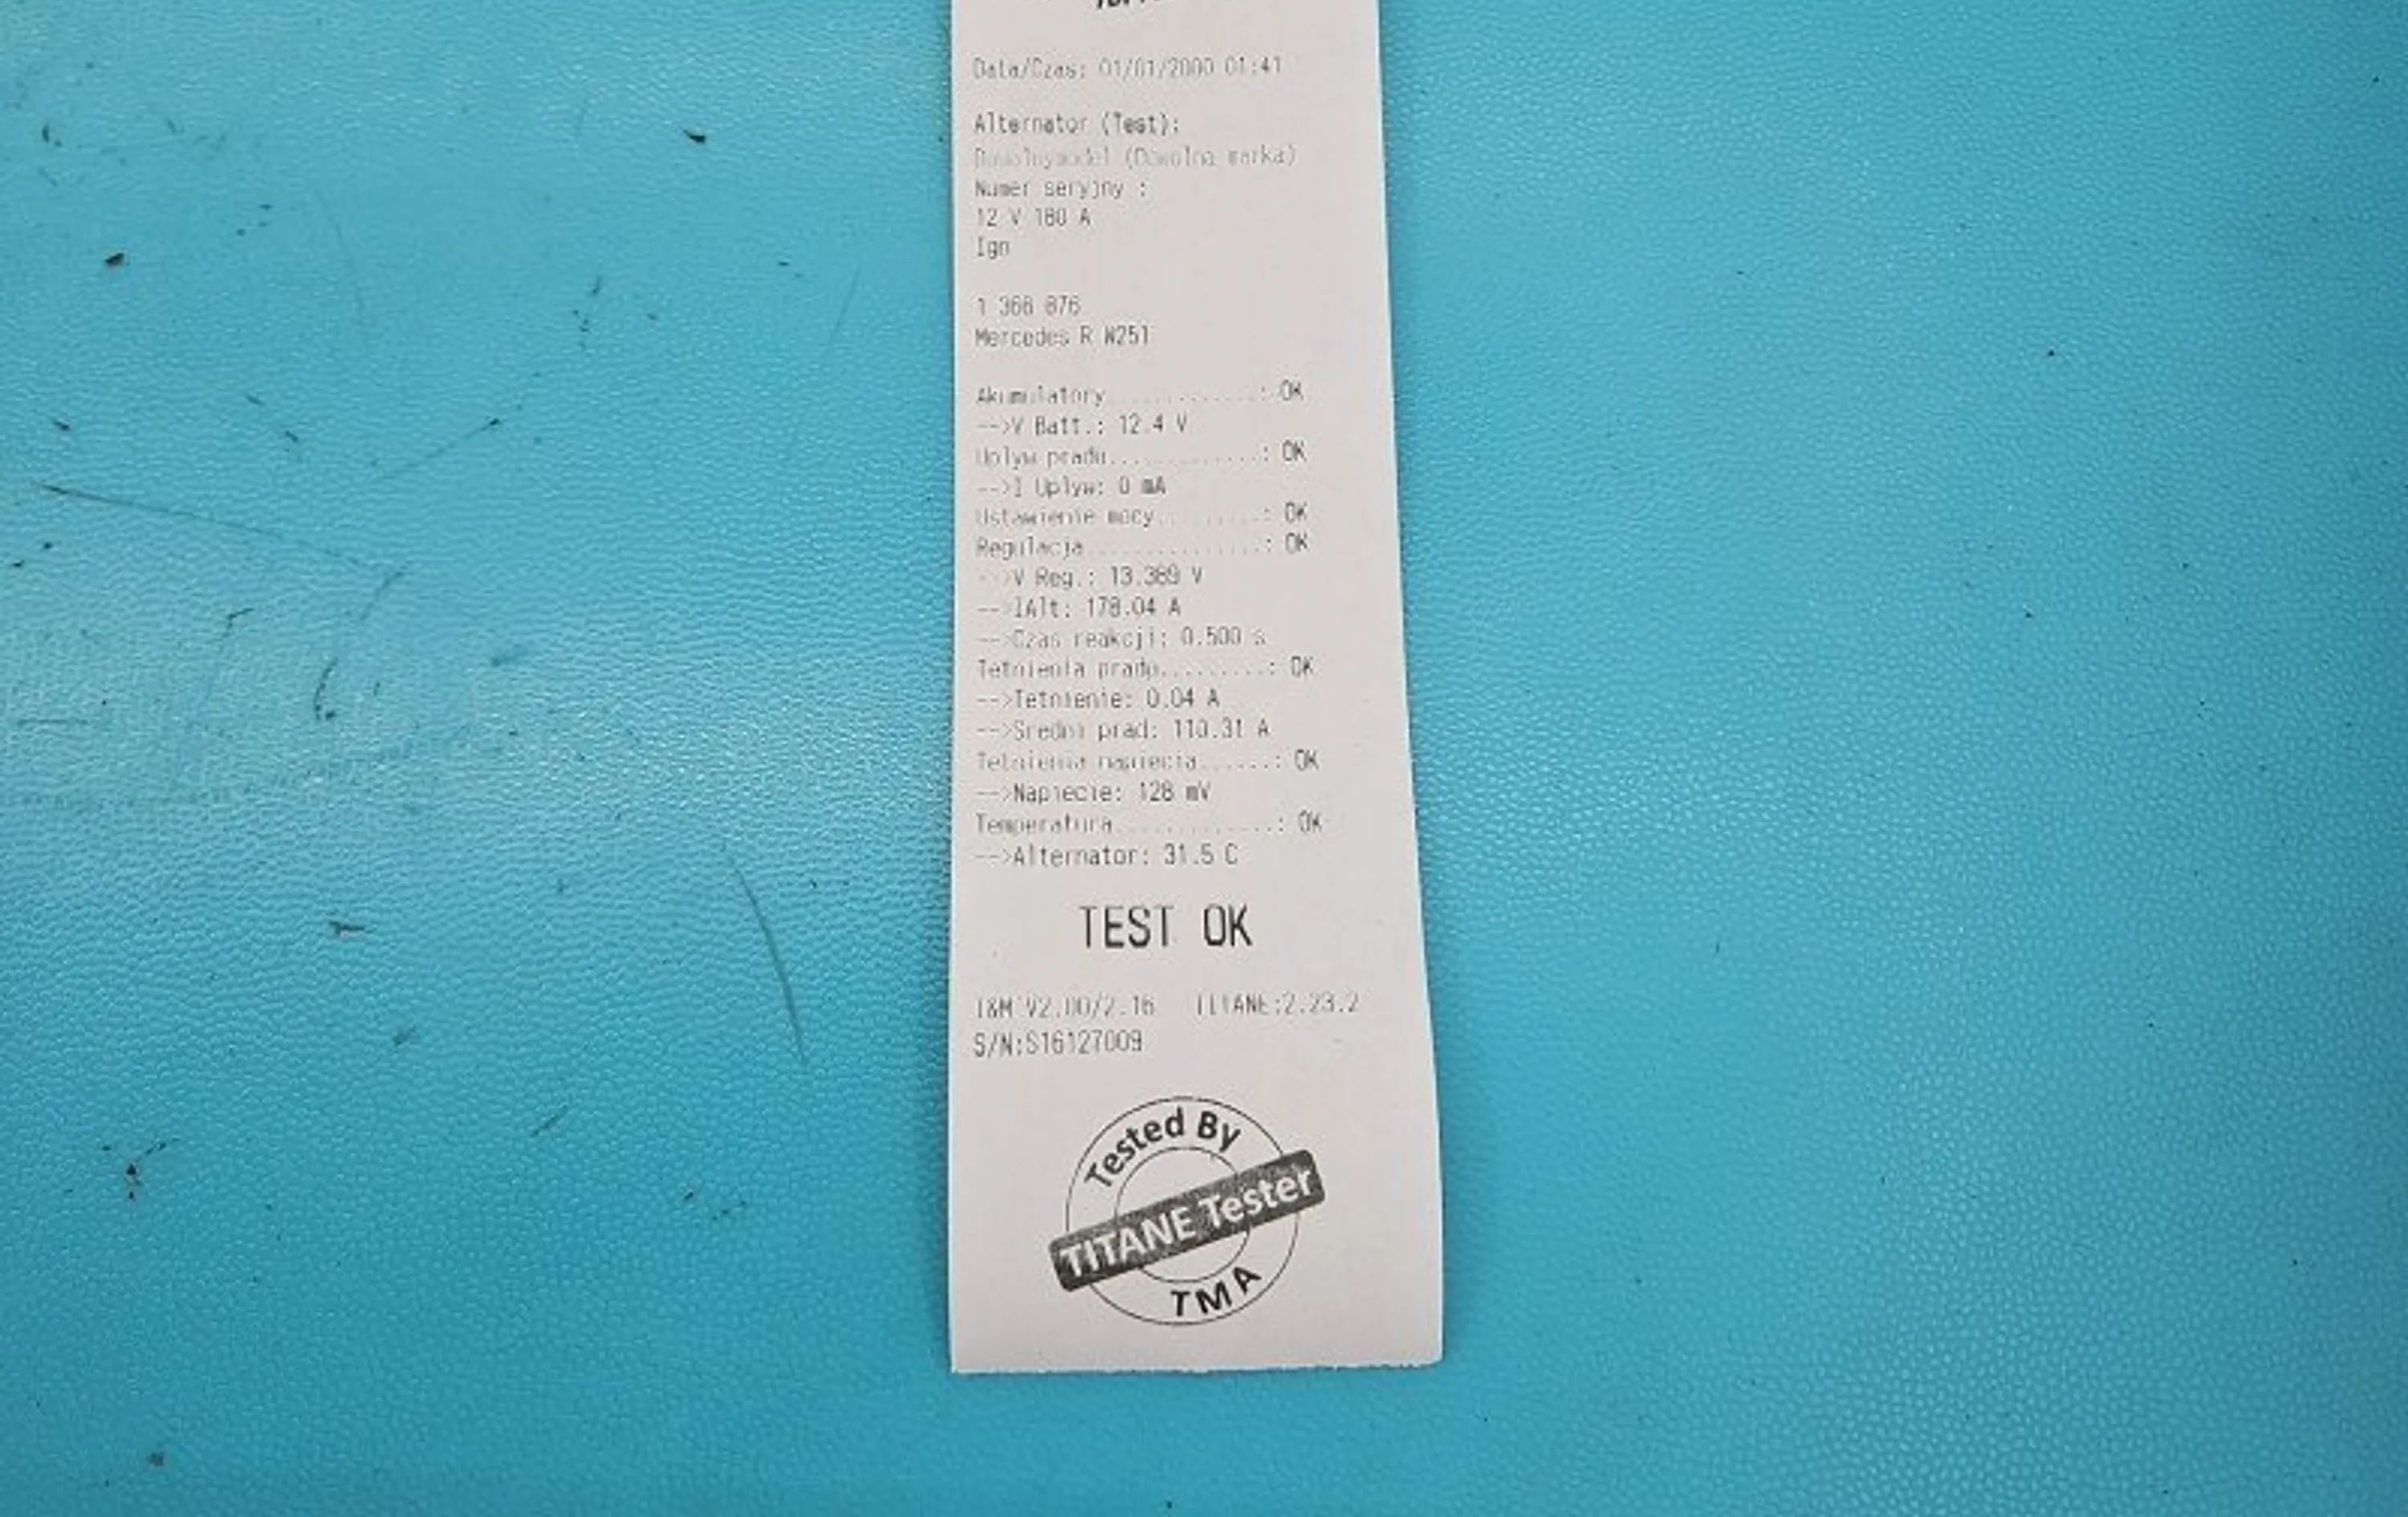 Data/Czas: 01/01/2000 01:41
Alternator (Test):
Dowolnymodel (Dowolna marka)
Numer seryjny :
12 V 180 A
Ign
1 366 876
Mercedes R W251
Akumulatory.............: OK
-->V Batt.: 12.4 V
Uplyw pradu.............: OK
-->I Uplyw: 0 mA
Ustawienie mocy.........: OK
Regulacja...............: OK
-->V Reg.: 13.389 V
-->IAlt: 178.04 A
-->Czas reakcji: 0.500 s
Tetnienia pradu.........: OK
-->Tetnienie: 0.04 A
-->Sredni prad: 110.31 A
Tetnienia napiecia......: OK
-->Napiecie: 128 mV
Temperatura.............: OK
-->Alternator: 31.5 C
TEST OK
I&M V2.00/2.16 TITANE:2.23.2
S/N:S16127009
Tested By
TITANE Tester
TMA